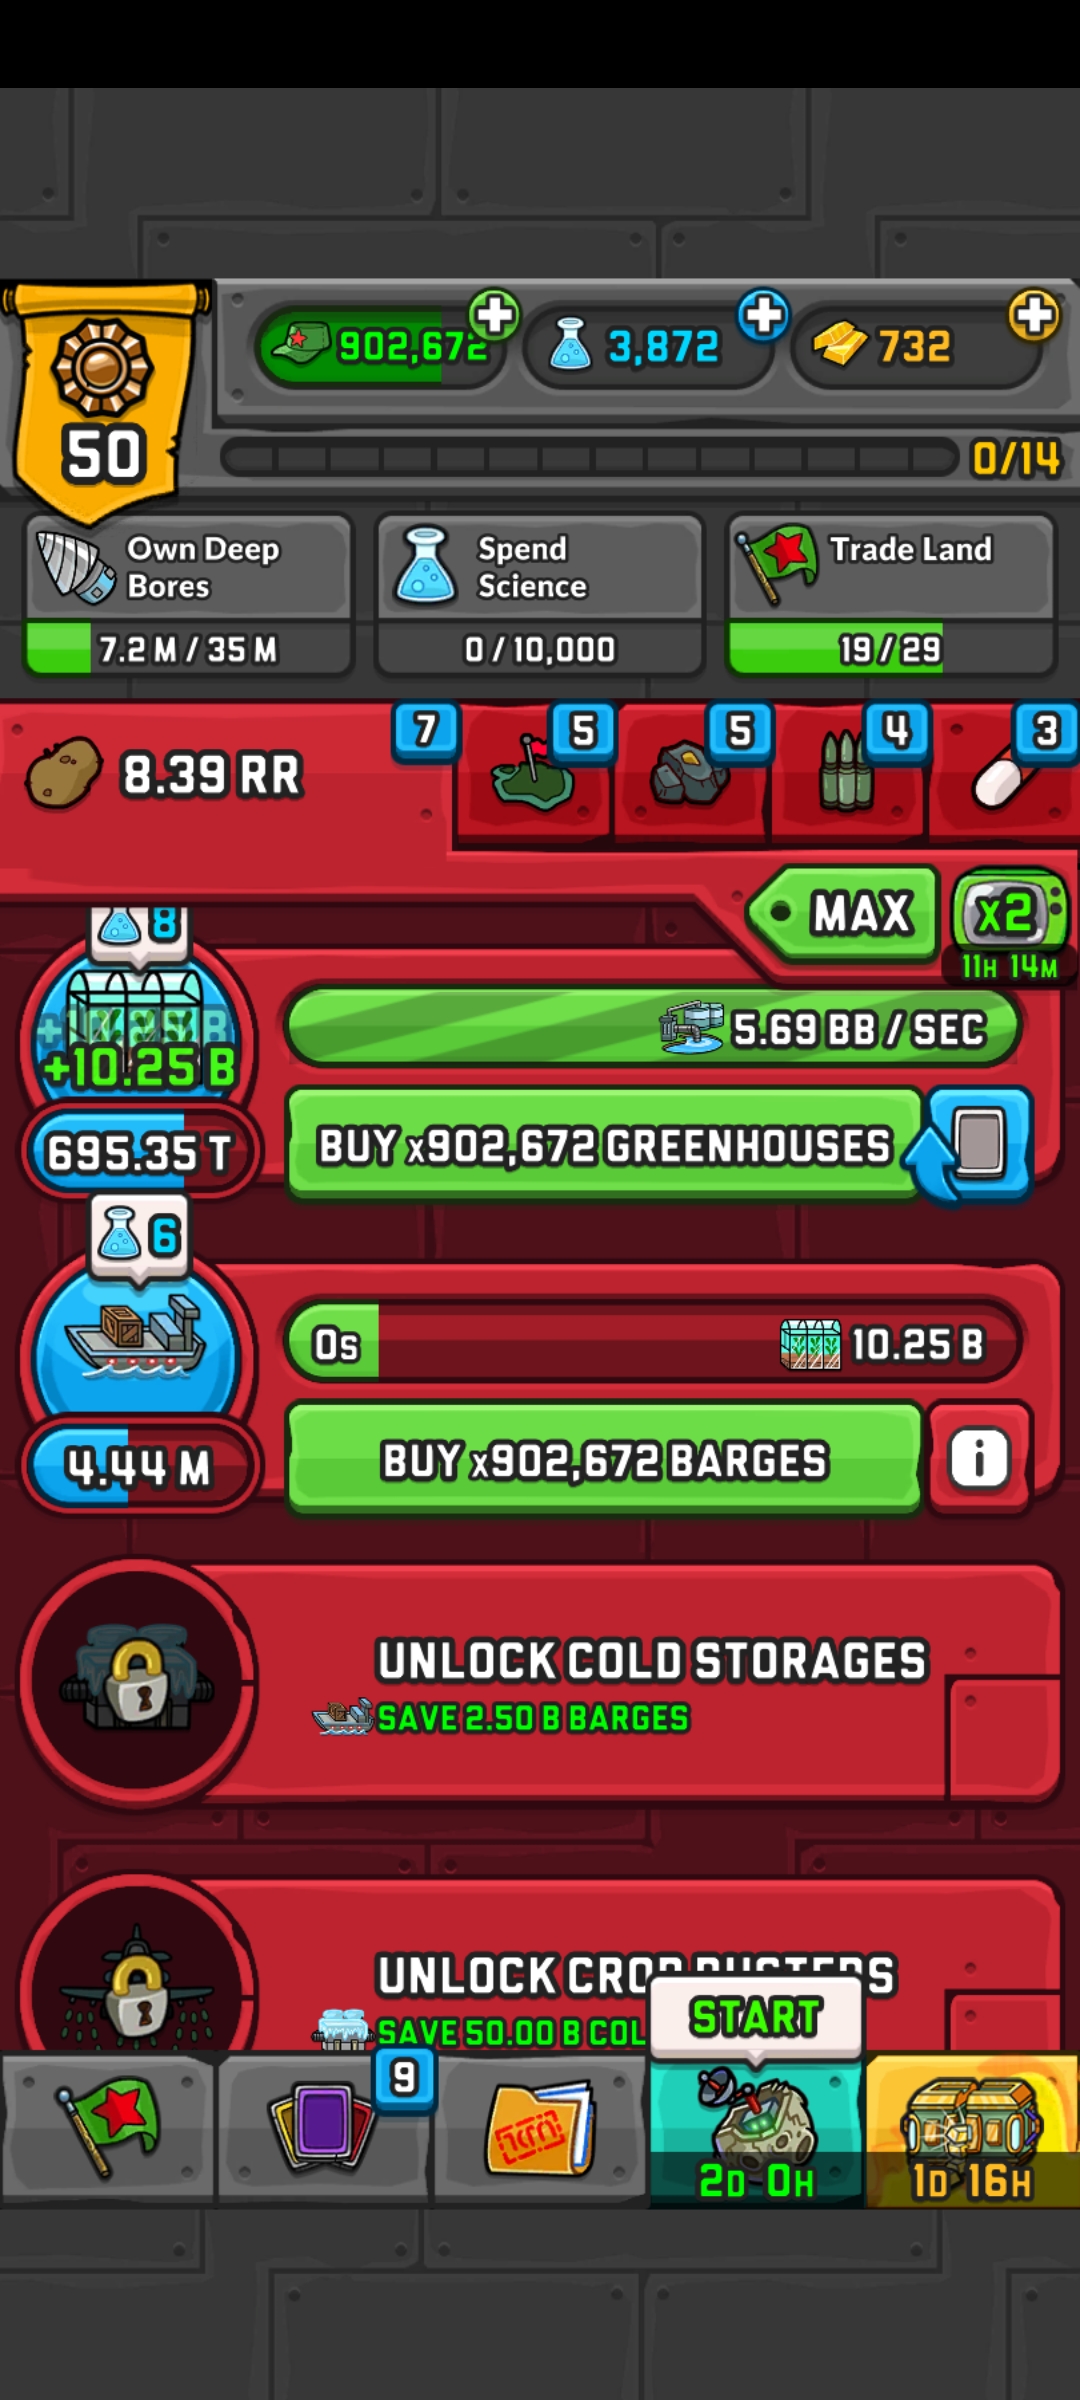 902,672
3,872
732
50
0/14
Own Deep
Bores
7.2 M / 35 M
Spend
Science
0 / 10,000
Trade Land
19 / 29
8.39 RR
7
5
5
4
3
MAX
x2
11H 14M
8
+10.25 B
5.69 BB / SEC
695.35 T
BUY x902,672 GREENHOUSES
6
0s
10.25 B
4.44 M
BUY x902,672 BARGES
i
UNLOCK COLD STORAGES
SAVE 2.50 B BARGES
UNLOCK CROP DUSTERS
SAVE 50.00 B COL
START
9
2D 0H
1D 16H